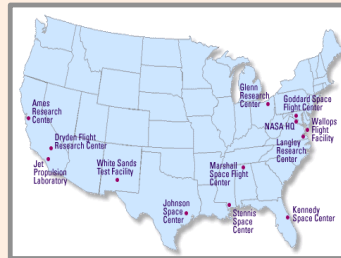 Glenn
Research
Center
Goddard Space
Flight Center
Ames
Research
Center
NASA HQ
Wallops
Flight
Facility
Dryden Flight
Research Center
Langley
Research
Center
Jet
Propulsion
Laboratory
White Sands
Test Facility
Marshall
Space Flight
Center
Johnson
Space
Center
Stennis
Space
Center
Kennedy
Space Center